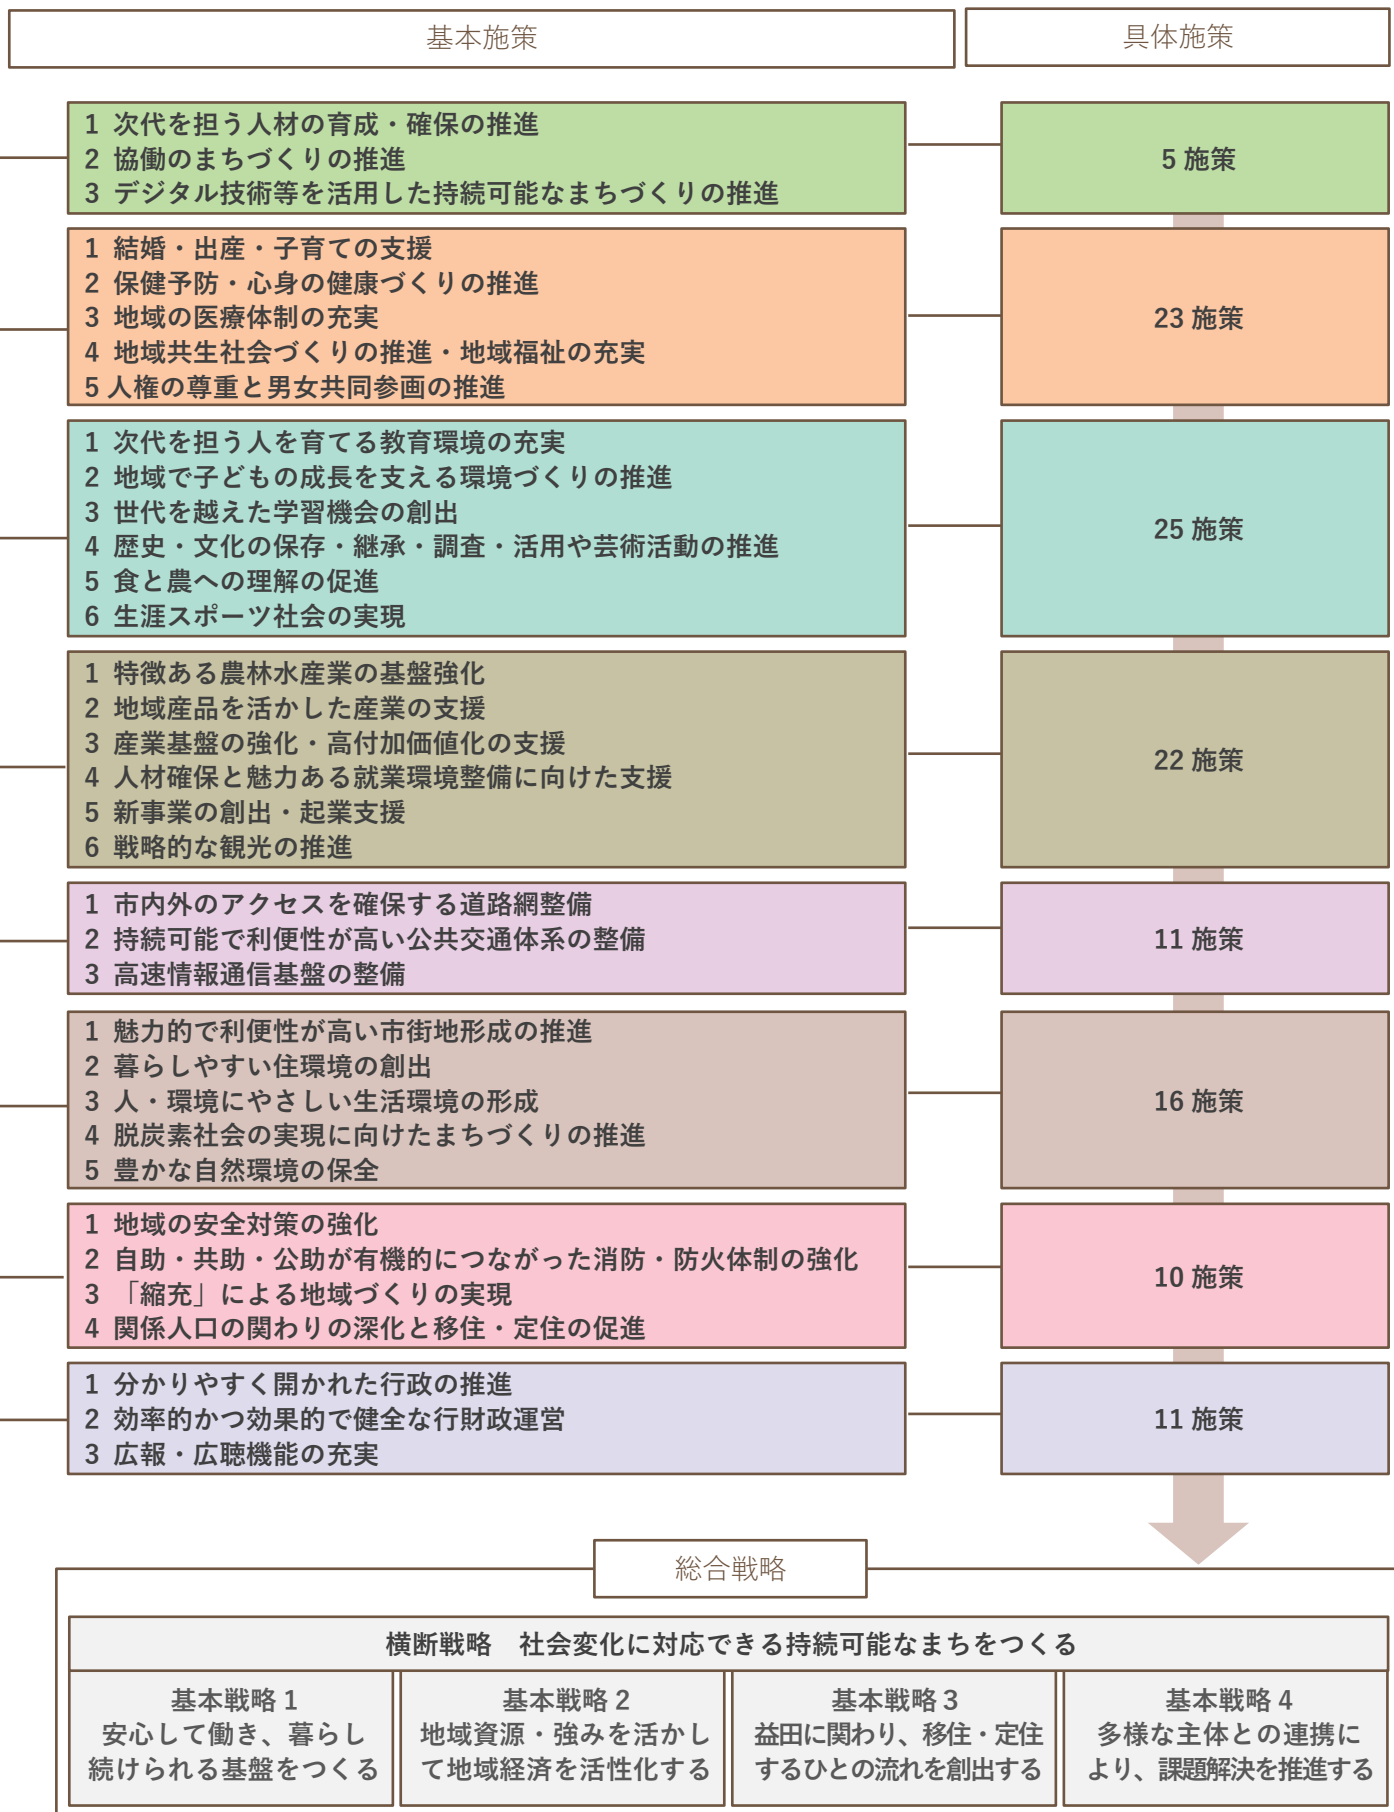 基本施策
具体施策
1 次代を担う人材の育成・確保の推進
2 協働のまちづくりの推進
3 デジタル技術等を活用した持続可能なまちづくりの推進
5 施策
1 結婚・出産・子育ての支援
2 保健予防・心身の健康づくりの推進
3 地域の医療体制の充実
4 地域共生社会づくりの推進・地域福祉の充実
5 人権の尊重と男女共同参画の推進
23 施策
1 次代を担う人を育てる教育環境の充実
2 地域で子どもの成長を支える環境づくりの推進
3 世代を越えた学習機会の創出
4 歴史・文化の保存・継承・調査・活用や芸術活動の推進
5 食と農への理解の促進
6 生涯スポーツ社会の実現
25 施策
1 特徴ある農林水産業の基盤強化
2 地域産品を活かした産業の支援
3 産業基盤の強化・高付加価値化の支援
4 人材確保と魅力ある就業環境整備に向けた支援
5 新事業の創出・起業支援
6 戦略的な観光の推進
22 施策
1 市内外のアクセスを確保する道路網整備
2 持続可能で利便性が高い公共交通体系の整備
3 高速情報通信基盤の整備
11 施策
1 魅力的で利便性が高い市街地形成の推進
2 暮らしやすい住環境の創出
3 人・環境にやさしい生活環境の形成
4 脱炭素社会の実現に向けたまちづくりの推進
5 豊かな自然環境の保全
16 施策
1 地域の安全対策の強化
2 自助・共助・公助が有機的につながった消防・防火体制の強化
3 「縮充」による地域づくりの実現
4 関係人口の関わりの深化と移住・定住の促進
10 施策
1 分かりやすく開かれた行政の推進
2 効率的かつ効果的で健全な行財政運営
3 広報・広聴機能の充実
11 施策
総合戦略
横断戦略　社会変化に対応できる持続可能なまちをつくる
基本戦略 1
安心して働き、暮らし
続けられる基盤をつくる
基本戦略 2
地域資源・強みを活かし
て地域経済を活性化する
基本戦略 3
益田に関わり、移住・定住
するひとの流れを創出する
基本戦略 4
多様な主体との連携に
より、課題解決を推進する